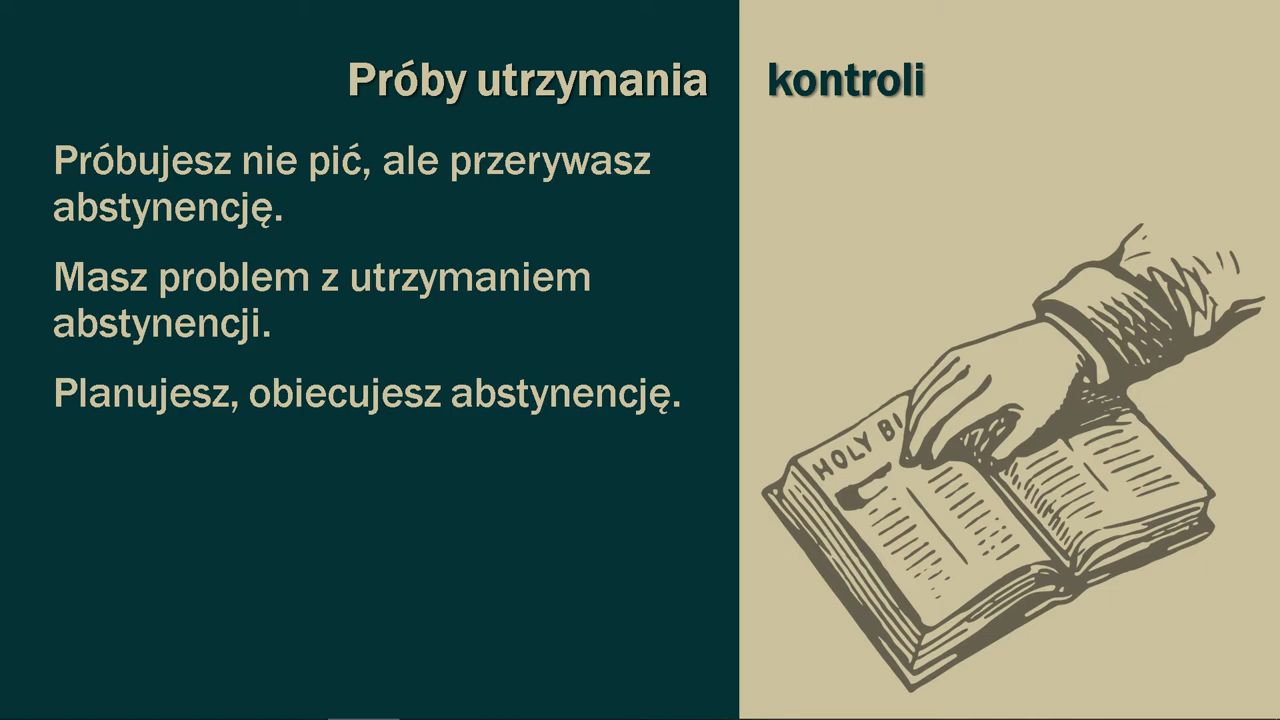 Próby utrzymania kontroli
Próbujesz nie pić, ale przerywasz
abstynencję.
Masz problem z utrzymaniem
abstynencji.
Planujesz, obiecujesz abstynencję.
HOLY BI